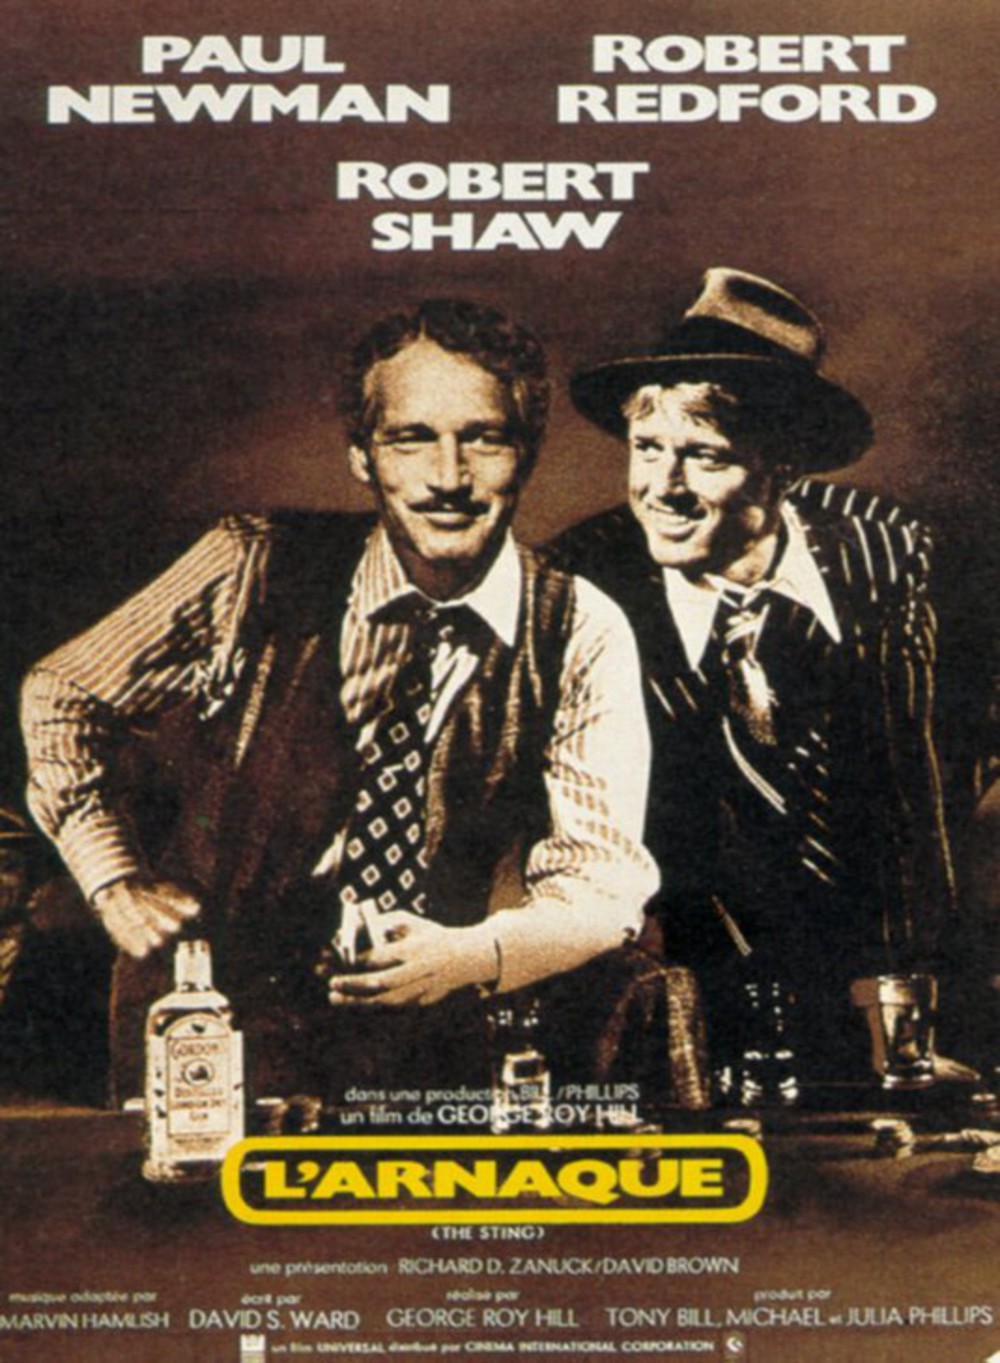 PAUL
NEWMAN
ROBERT
REDFORD
ROBERT
SHAW
GORDON'S
dans une production BILL/PHILLIPS
un film de GEORGE ROY HILL
L'ARNAQUE
(THE STING)
une présentation RICHARD D. ZANUCK/DAVID BROWN
musique adaptée par
MARVIN HAMLISH
écrit par
DAVID S. WARD
réalisé par
GEORGE ROY HILL
produit par
TONY BILL, MICHAEL et JULIA PHILLIPS
un film UNIVERSAL distribué par CINEMA INTERNATIONAL CORPORATION